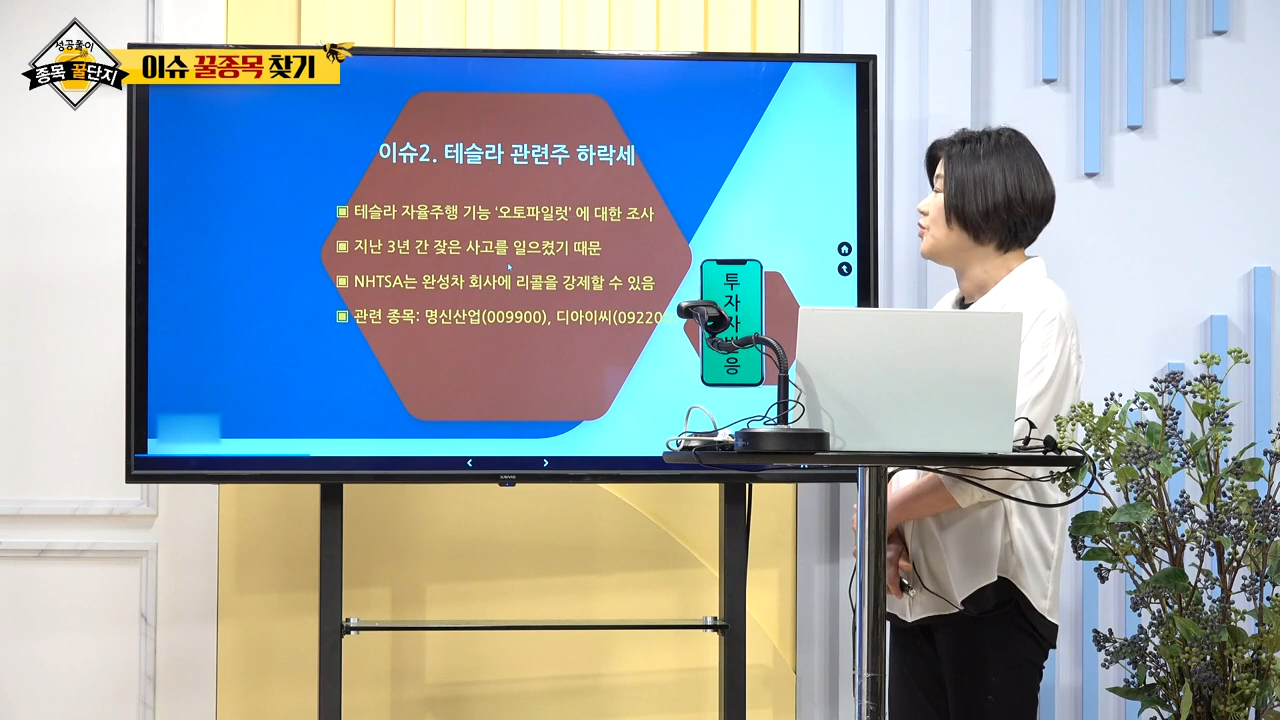 성공풀이
종목 꿀단지
이슈 꿀종목 찾기
이슈2. 테슬라 관련주 하락세
▣ 테슬라 자율주행 기능 ‘오토파일럿’ 에 대한 조사
▣ 지난 3년 간 잦은 사고를 일으켰기 때문
▣ NHTSA는 완성차 회사에 리콜을 강제할 수 있음
▣ 관련 종목: 명신산업(009900), 디아이씨(09220
투
자
응